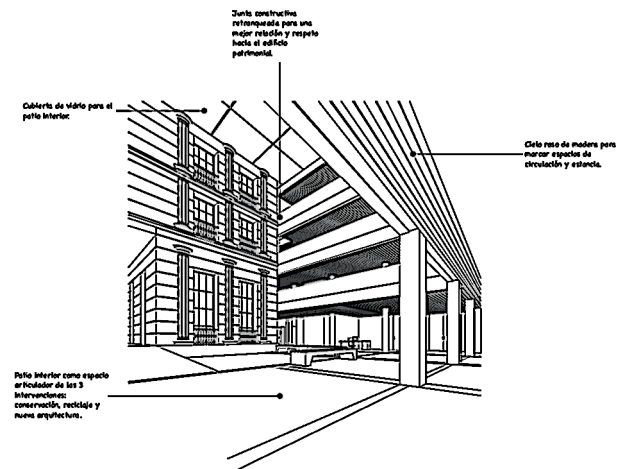 Junta constructiva
retranqueada para una
mejor relación y respeto
hacia el edificio
patrimonial.
Cubierta de vidrio para el
patio interior.
Cielo raso de madera para
marcar espacios de
circulación y estancia.
Patio interior como espacio
articulador de las 3
intervenciones:
conservación, reciclaje y
nueva arquitectura.